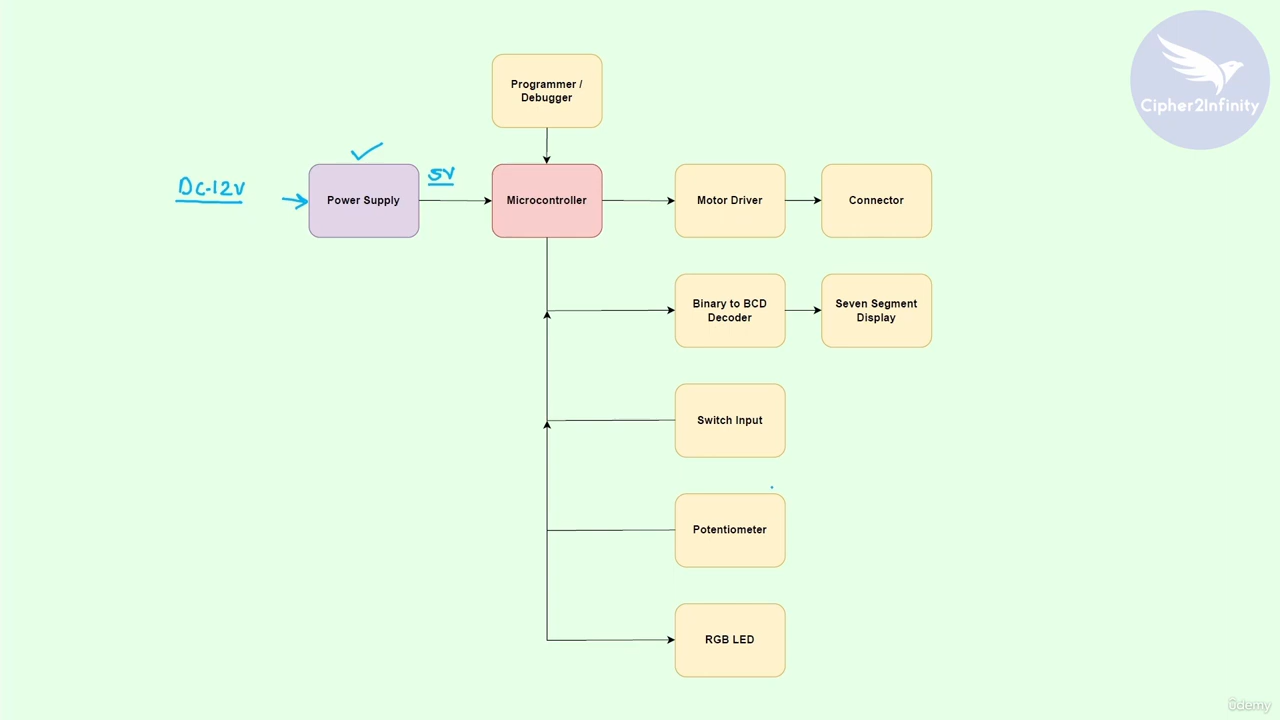 Programmer /
Debugger
Cipher2Infinity
DC-12V
Power Supply
5V
Microcontroller
Motor Driver
Connector
Binary to BCD
Decoder
Seven Segment
Display
Switch Input
Potentiometer
RGB LED
ûdemy